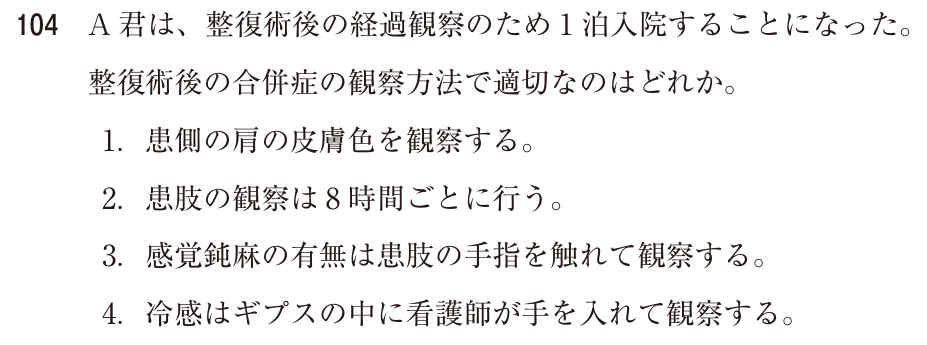 104 A 君は、整復術後の経過観察のため 1 泊入院することになった。
整復術後の合併症の観察方法で適切なのはどれか。
1. 患側の肩の皮膚色を観察する。
2. 患肢の観察は 8 時間ごとに行う。
3. 感覚鈍麻の有無は患肢の手指を触れて観察する。
4. 冷感はギプスの中に看護師が手を入れて観察する。